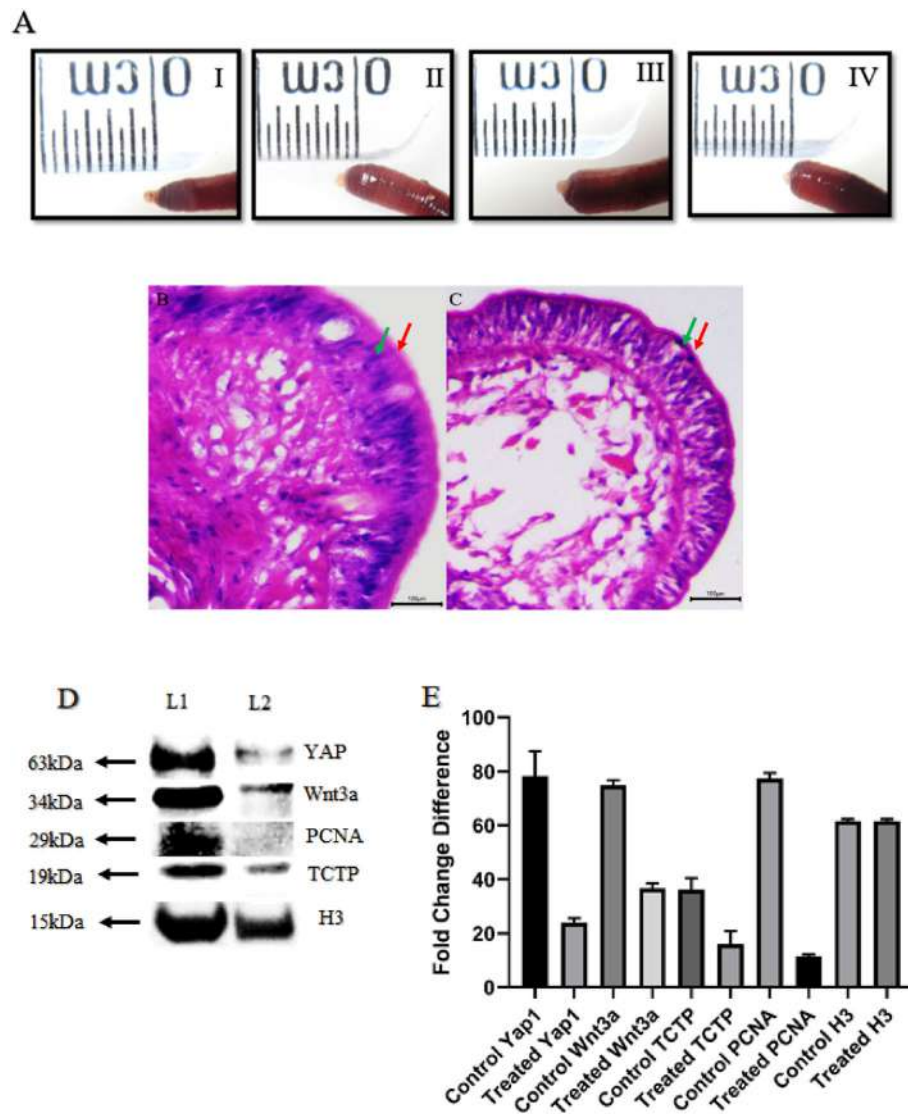 A
cm 0 I
cm 0 II
cm 0 III
cm 0 IV
B
C
100µm
100µm
D
L1 L2
63kDa YAP
34kDa Wnt3a
29kDa PCNA
19kDa TCTP
15kDa H3
E
Fold Change Difference
100
80
60
40
20
0
Control Yap1
Treated Yap1
Control Wnt3a
Treated Wnt3a
Control TCTP
Treated TCTP
Control PCNA
Treated PCNA
Control H3
Treated H3